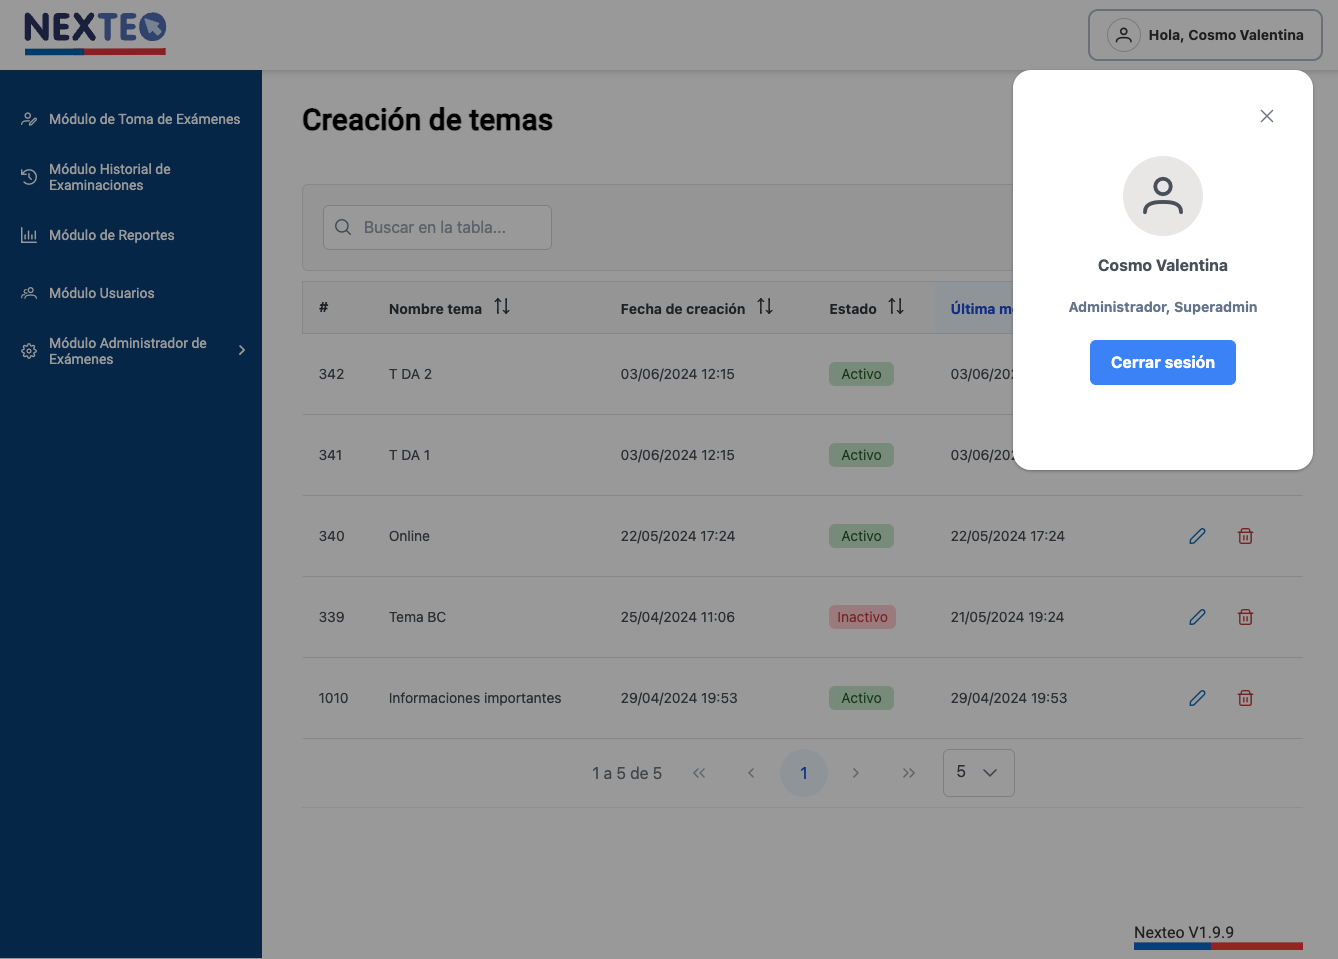 NEXTEO
Hola, Cosmo Valentina
Módulo de Toma de Exámenes
Módulo Historial de
Examinaciones
Módulo de Reportes
Módulo Usuarios
Módulo Administrador de
Exámenes
Creación de temas
Buscar en la tabla...
# Nombre tema Fecha de creación Estado Última
342 T DA 2 03/06/2024 12:15 Activo 03/06/202
341 T DA 1 03/06/2024 12:15 Activo 03/06/202
340 Online 22/05/2024 17:24 Activo 22/05/2024 17:24
339 Tema BC 25/04/2024 11:06 Inactivo 21/05/2024 19:24
1010 Informaciones importantes 29/04/2024 19:53 Activo 29/04/2024 19:53
1 a 5 de 5 1 5
Cosmo Valentina
Administrador, Superadmin
Cerrar sesión
Nexteo V1.9.9